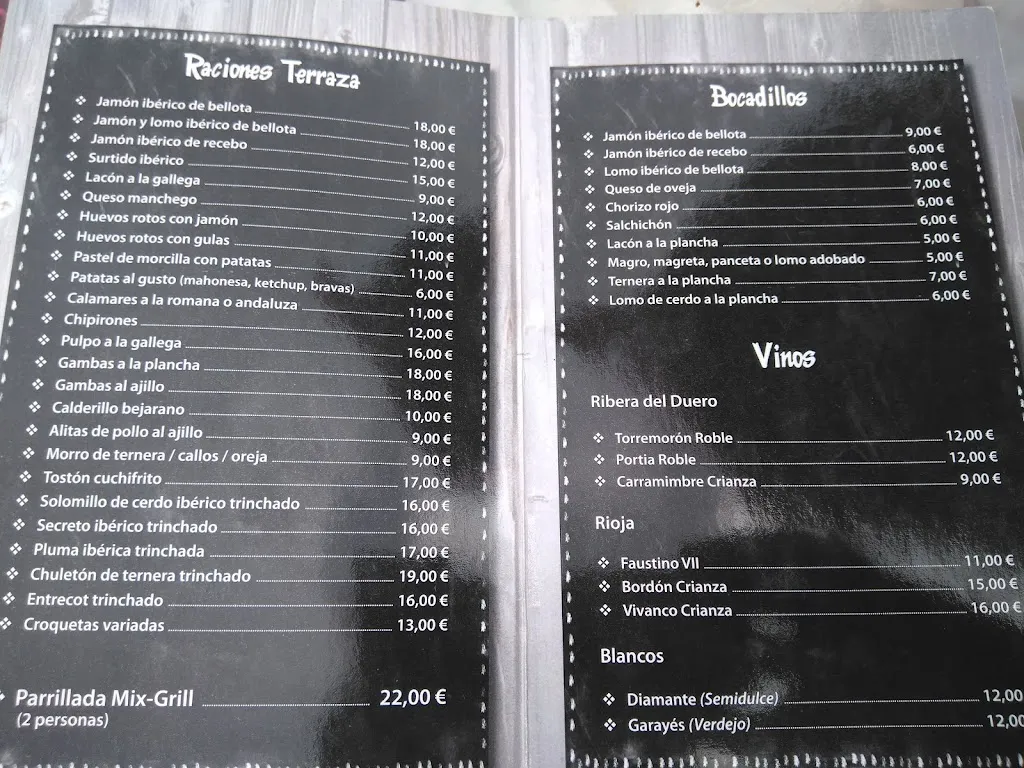 Raciones Terraza
❖ Jamón ibérico de bellota 18,00 €
❖ Jamón y lomo ibérico de bellota 18,00 €
❖ Jamón ibérico de recebo 12,00 €
❖ Surtido ibérico 15,00 €
❖ Lacón a la gallega 9,00 €
❖ Queso manchego 12,00 €
❖ Huevos rotos con jamón 10,00 €
❖ Huevos rotos con gulas 11,00 €
❖ Pastel de morcilla con patatas 11,00 €
❖ Patatas al gusto (mahonesa, ketchup, bravas) 6,00 €
❖ Calamares a la romana o andaluza 11,00 €
❖ Chipirones 12,00 €
❖ Pulpo a la gallega 16,00 €
❖ Gambas a la plancha 18,00 €
❖ Gambas al ajillo 18,00 €
❖ Calderillo bejarano 10,00 €
❖ Alitas de pollo al ajillo 9,00 €
❖ Morro de ternera / callos / oreja 9,00 €
❖ Tostón cuchifrito 17,00 €
❖ Solomillo de cerdo ibérico trinchado 16,00 €
❖ Secreto ibérico trinchado 16,00 €
❖ Pluma ibérica trinchada 17,00 €
❖ Chuletón de ternera trinchado 19,00 €
❖ Entrecot trinchado 16,00 €
❖ Croquetas variadas 13,00 €
❖ Parrillada Mix-Grill 22,00 €
(2 personas)
Bocadillos
❖ Jamón ibérico de bellota 9,00 €
❖ Jamón ibérico de recebo 6,00 €
❖ Lomo ibérico de bellota 8,00 €
❖ Queso de oveja 7,00 €
❖ Chorizo rojo 6,00 €
❖ Salchichón 6,00 €
❖ Lacón a la plancha 5,00 €
❖ Magro, magreta, panceta o lomo adobado 5,00 €
❖ Ternera a la plancha 7,00 €
❖ Lomo de cerdo a la plancha 6,00 €
Vinos
Ribera del Duero
❖ Torremorón Roble 12,00 €
❖ Portia Roble 12,00 €
❖ Carramimbre Crianza 9,00 €
Rioja
❖ Faustino VII 11,00 €
❖ Bordón Crianza 15,00 €
❖ Vivanco Crianza 16,00 €
Blancos
❖ Diamante (Semidulce) 12,00
❖ Garayés (Verdejo) 12,00